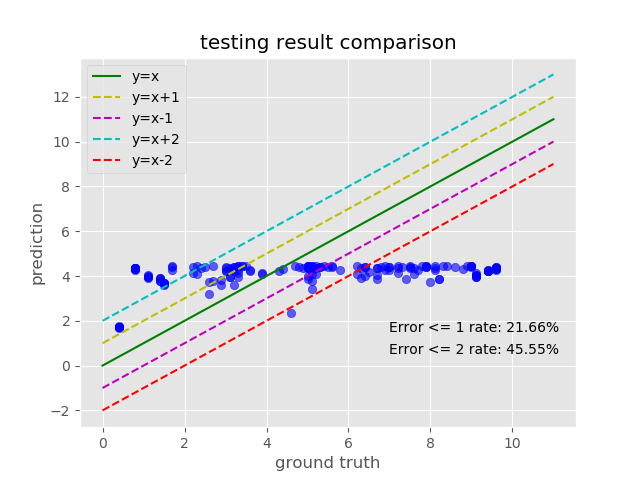 testing result comparison
y=x
y=x+1
y=x-1
y=x+2
y=x-2
12
10
8
6
4
2
0
−2
prediction
Error <= 1 rate: 21.66%
Error <= 2 rate: 45.55%
0 2 4 6 8 10
ground truth